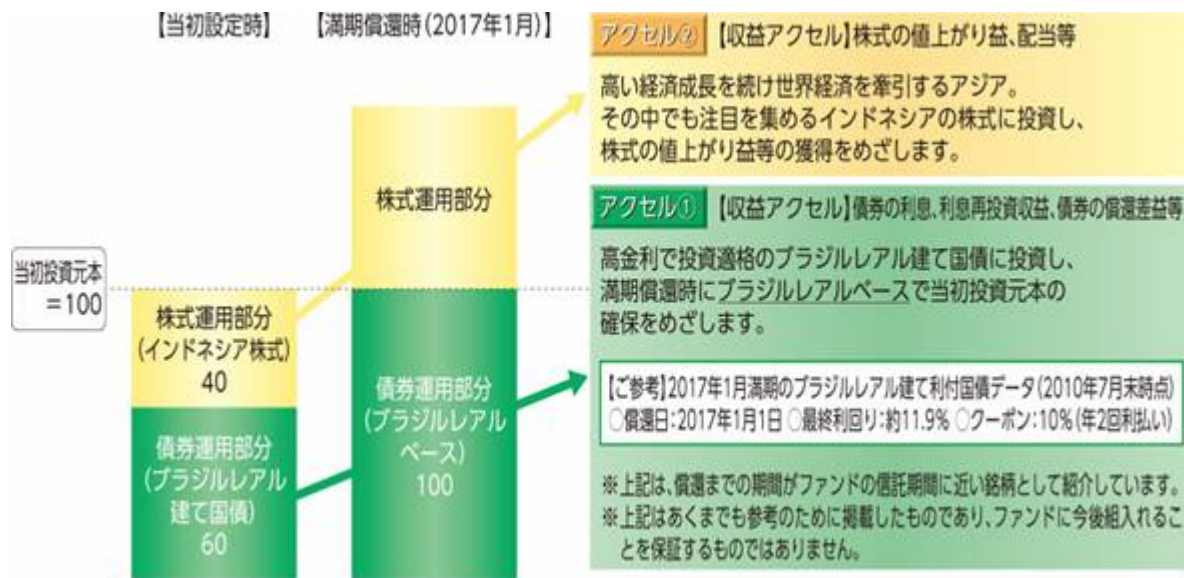 【当初設定時】
【満期償還時(2017年1月)】
株式運用部分
当初投資元本
=100
株式運用部分
(インドネシア株式)
40
債券運用部分
(ブラジルレアル
建て国債)
60
債券運用部分
(ブラジルレアル
ベース)
100
アクセル② 【収益アクセル】株式の値上がり益、配当等
高い経済成長を続け世界経済を牽引するアジア。
その中でも注目を集めるインドネシアの株式に投資し、
株式の値上がり益等の獲得をめざします。
アクセル① 【収益アクセル】債券の利息、利息再投資収益、債券の償還差益等
高金利で投資適格のブラジルレアル建て国債に投資し、
満期償還時にブラジルレアルベースで当初投資元本の
確保をめざします。
【ご参考】2017年1月満期のブラジルレアル建て利付国債データ(2010年7月末時点)
○償還日:2017年1月1日 ○最終利回り:約11.9% ○クーポン:10%(年2回利払い)
※上記は、償還までの期間がファンドの信託期間に近い銘柄として紹介しています。
※上記はあくまでも参考のために掲載したものであり、ファンドに今後組入れるこ
とを保証するものではありません。